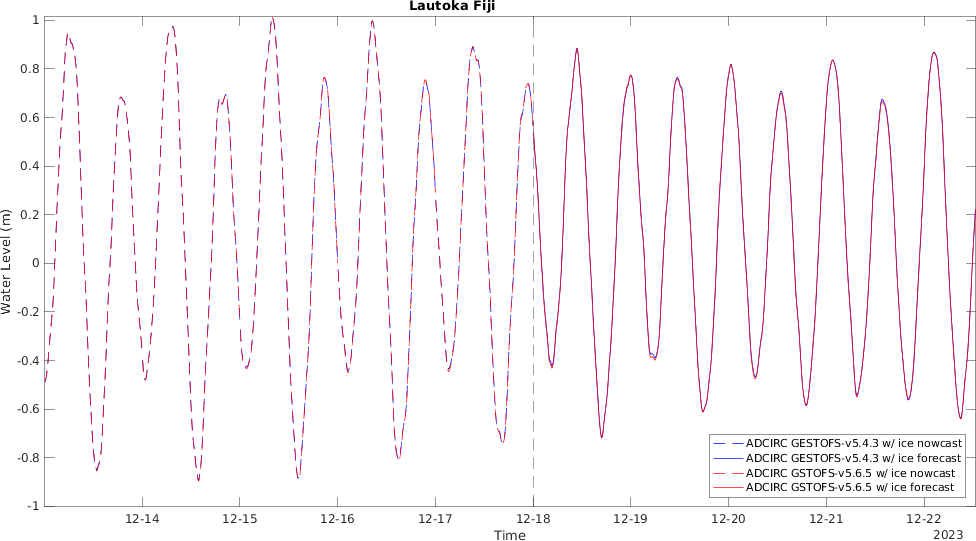 Lautoka Fiji
1
0.8
0.6
0.4
0.2
0
-0.2
-0.4
-0.6
-0.8
-1
Water Level (m)
ADCIRC GESTOFS-v5.4.3 w/ ice nowcast
ADCIRC GESTOFS-v5.4.3 w/ ice forecast
ADCIRC GSTOFS-v5.6.5 w/ ice nowcast
ADCIRC GSTOFS-v5.6.5 w/ ice forecast
12-14 12-15 12-16 12-17 12-18 12-19 12-20 12-21 12-22
Time
2023